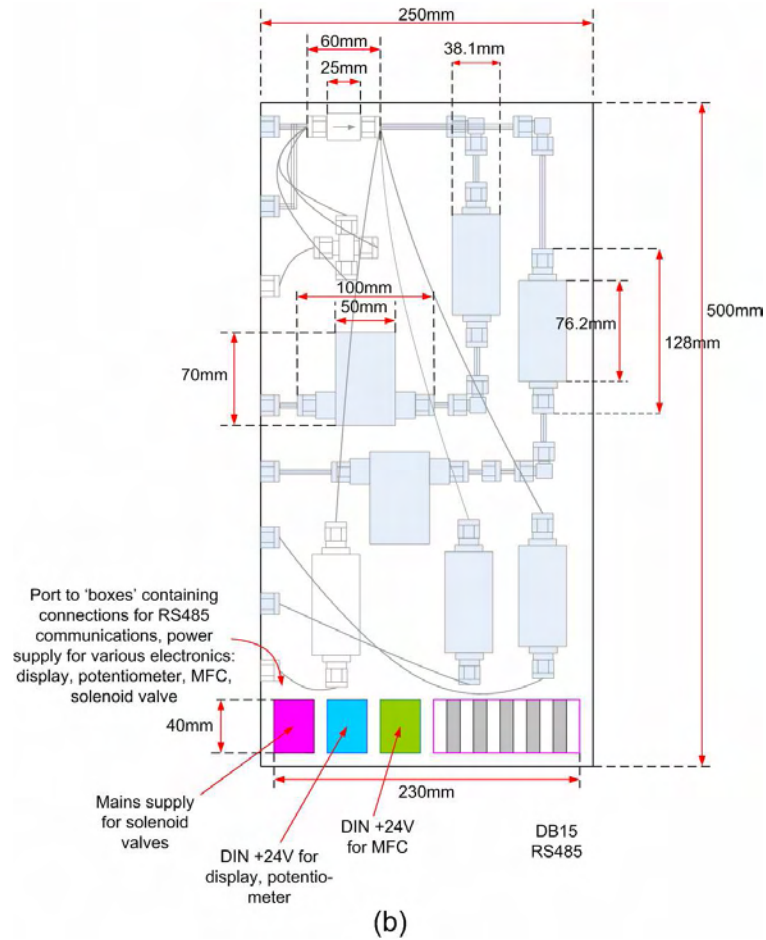 250mm
60mm
38.1mm
25mm
100mm
50mm
500mm
76.2mm
128mm
70mm
Port to ‘boxes’ containing
connections for RS485
communications, power
supply for various electronics:
display, potentiometer, MFC,
solenoid valve
40mm
230mm
Mains supply
for solenoid
valves
DIN +24V for
display, potentio-
meter
DIN +24V
for MFC
DB15
RS485
(b)